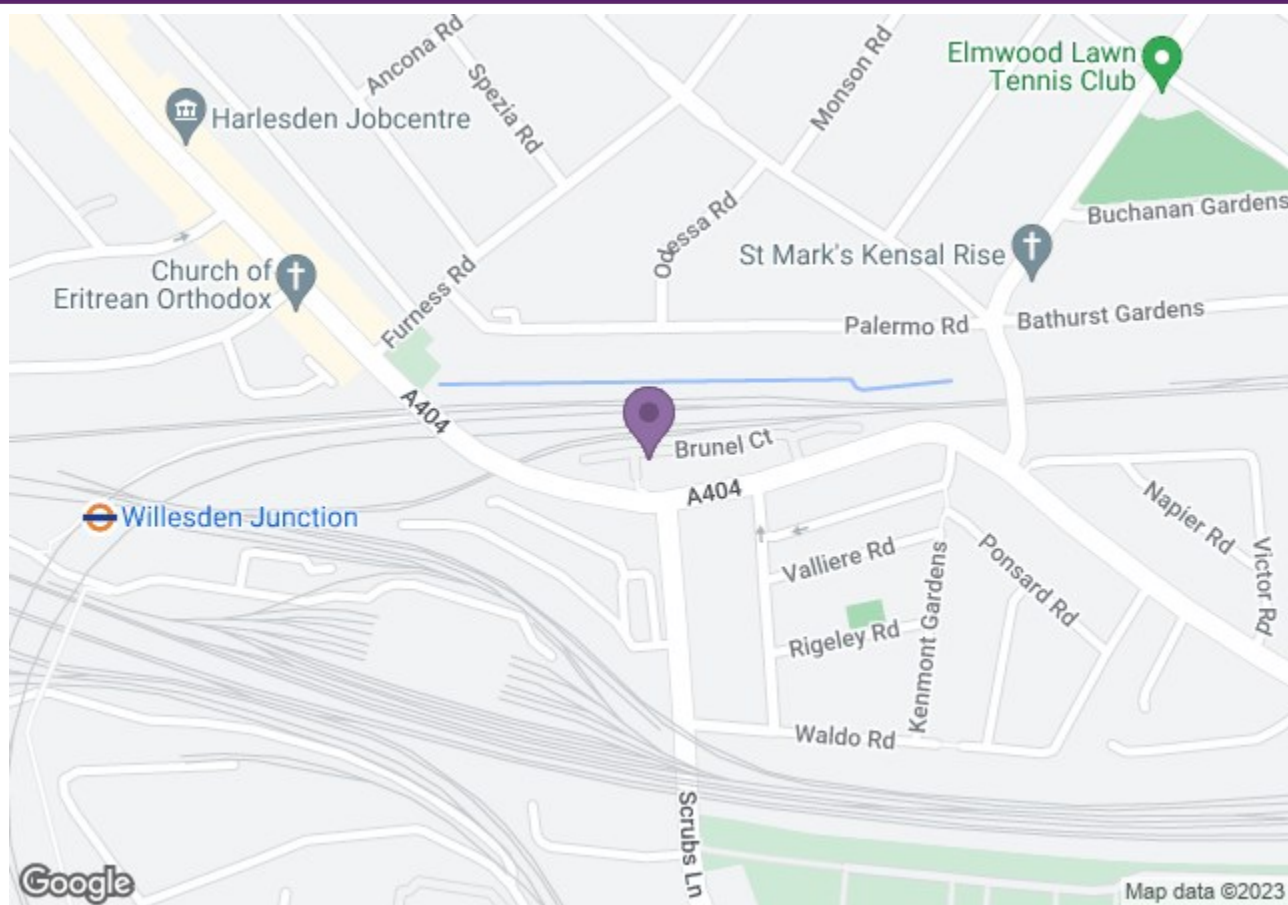 Ancona Rd
Spezia Rd
Monson Rd
Elmwood Lawn
Tennis Club
Harlesden Jobcentre
Odessa Rd
Buchanan Gardens
St Mark's Kensal Rise
Church of
Eritrean Orthodox
Furness Rd
Palermo Rd
Bathurst Gardens
A404
Brunel Ct
A404
Willesden Junction
Napier Rd
Victor Rd
Valliere Rd
Ponsard Rd
Kenmont Gardens
Rigeley Rd
Waldo Rd
Scrubs Ln
Google
Map data ©2023